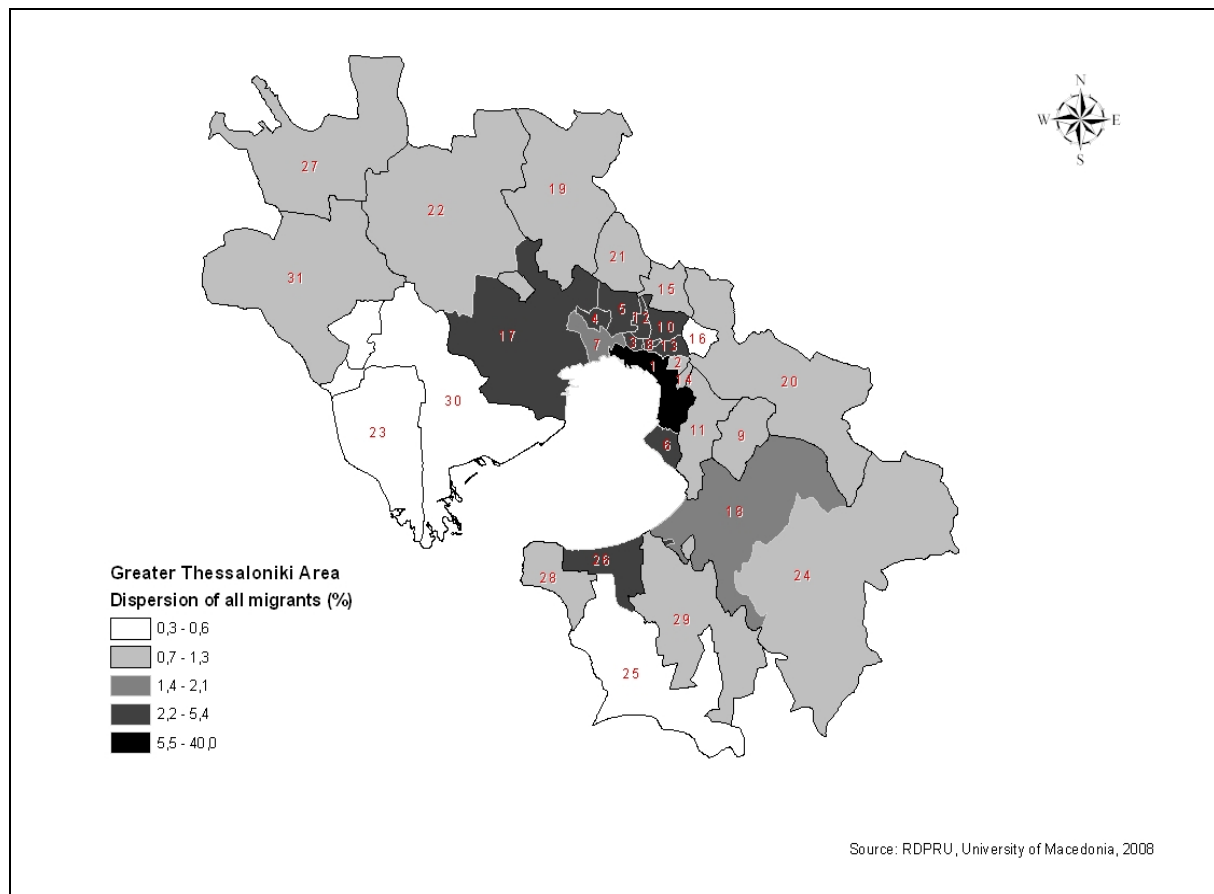 N
W E
S
27
19
22
21
31
15
5
4
1 2
10
17
16
7
3 8 13
1
2
14
20
30
11
9
23
6
18
26
28
24
29
25
Greater Thessaloniki Area
Dispersion of all migrants (%)
0,3 - 0,6
0,7 - 1,3
1,4 - 2,1
2,2 - 5,4
5,5 - 40,0
Source: RDPRU, University of Macedonia, 2008